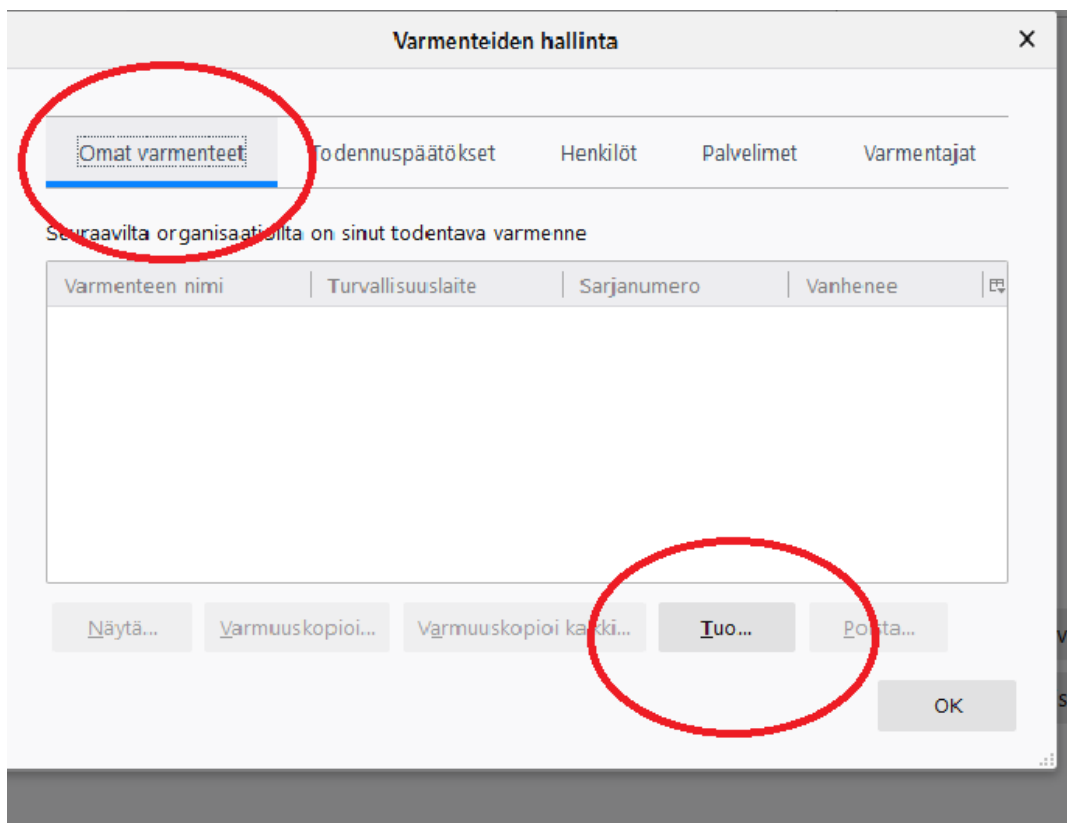 Varmenteiden hallinta
Omat varmenteet Todennuspäätökset Henkilöt Palvelimet Varmentajat
Seuraavilta organisaatioilta on sinut todentava varmenne
Varmenteen nimi Turvallisuuslaite Sarjanumero Vanhenee
Näytä... Varmuuskopioi... Varmuuskopioi kaikki... Tuo... Poista...
OK